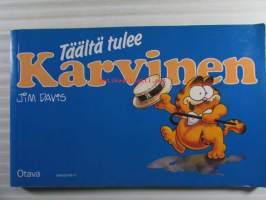 Täältä tulee
Karvinen
JIM DAVIS
Otava